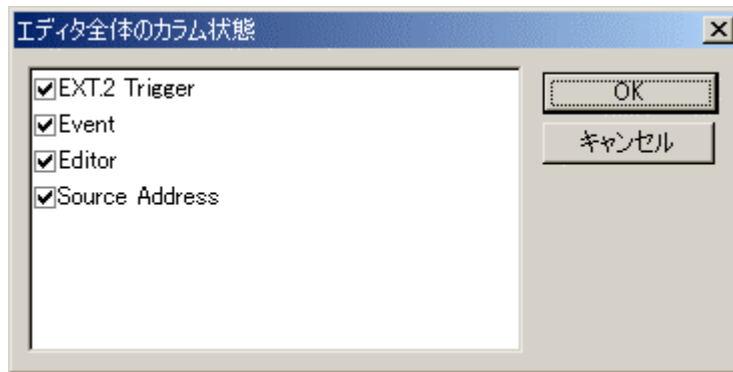 エディタ全体のカラム状態
EXT.2 Trigger
Event
Editor
Source Address
OK
キャンセル